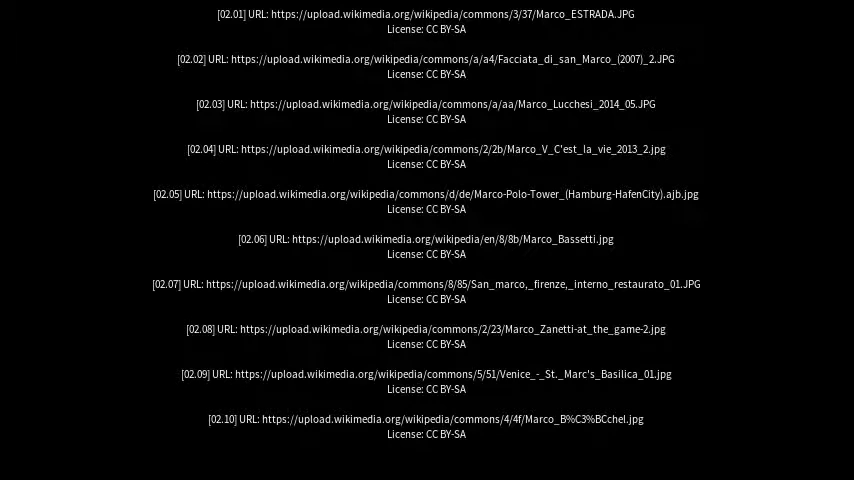 [02.01] URL: https://upload.wikimedia.org/wikipedia/commons/3/37/Marco_ESTRADA.JPG
License: CC BY-SA
[02.02] URL: https://upload.wikimedia.org/wikipedia/commons/a/a4/Facciata_di_san_Marco_(2007)_2.JPG
License: CC BY-SA
[02.03] URL: https://upload.wikimedia.org/wikipedia/commons/a/aa/Marco_Lucchesi_2014_05.JPG
License: CC BY-SA
[02.04] URL: https://upload.wikimedia.org/wikipedia/commons/2/2b/Marco_V_C'est_la_vie_2013_2.jpg
License: CC BY-SA
[02.05] URL: https://upload.wikimedia.org/wikipedia/commons/d/de/Marco-Polo-Tower_(Hamburg-HafenCity).ajb.jpg
License: CC BY-SA
[02.06] URL: https://upload.wikimedia.org/wikipedia/en/8/8b/Marco_Bassetti.jpg
License: CC BY-SA
[02.07] URL: https://upload.wikimedia.org/wikipedia/commons/8/85/San_marco,_firenze,_interno_restaurato_01.JPG
License: CC BY-SA
[02.08] URL: https://upload.wikimedia.org/wikipedia/commons/2/23/Marco_Zanetti-at_the_game-2.jpg
License: CC BY-SA
[02.09] URL: https://upload.wikimedia.org/wikipedia/commons/5/51/Venice_-_St._Marc's_Basilica_01.jpg
License: CC BY-SA
[02.10] URL: https://upload.wikimedia.org/wikipedia/commons/4/4f/Marco_B%C3%BCchel.jpg
License: CC BY-SA